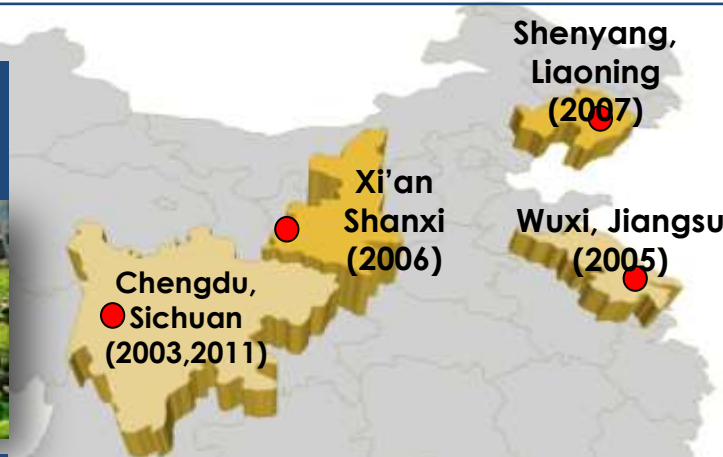 Shenyang,
Liaoning
(2007)
Xi’an
Shanxi
(2006)
Wuxi, Jiangsu
(2005)
Chengdu,
Sichuan
(2003,2011)